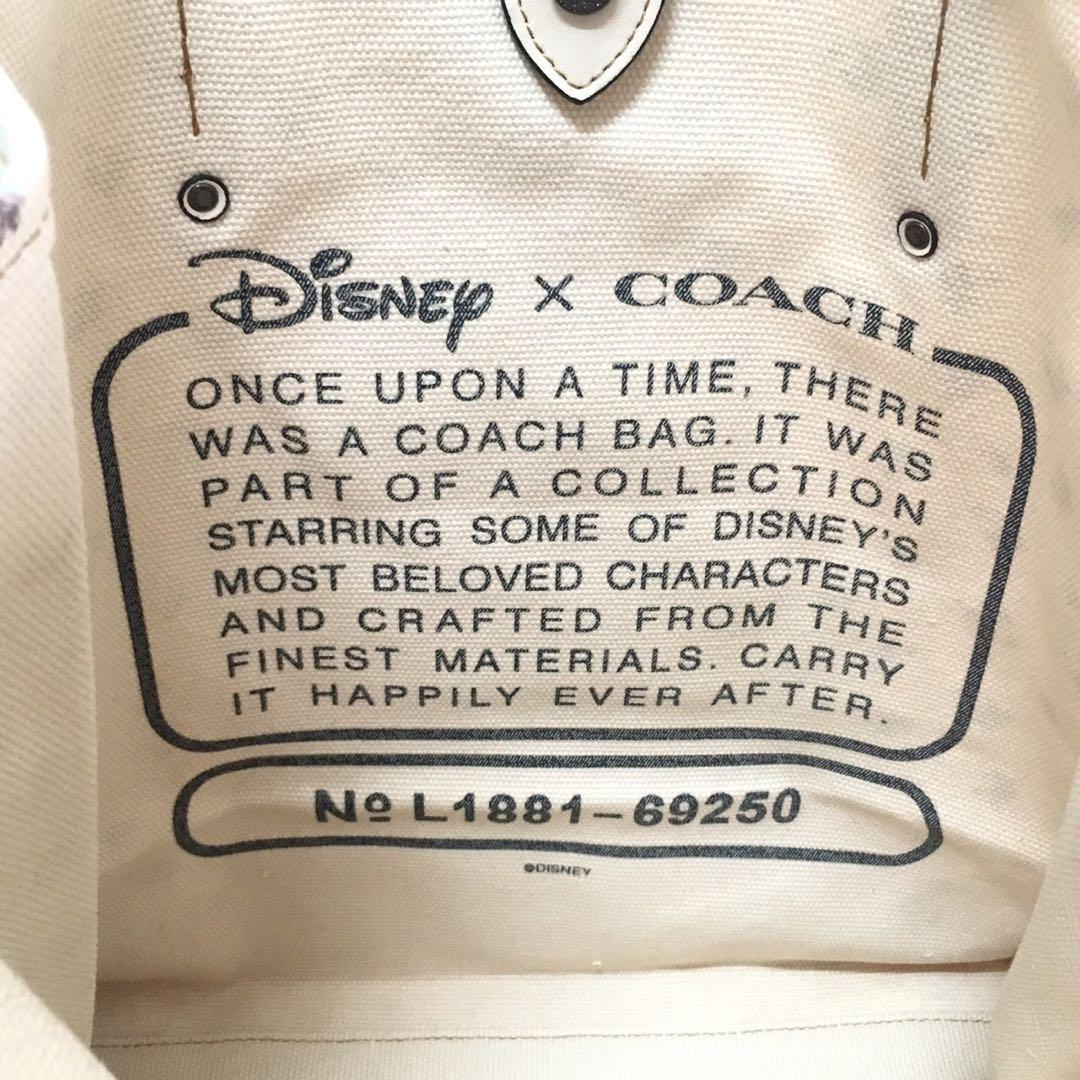 Disney X COACH
ONCE UPON A TIME, THERE
WAS A COACH BAG. IT WAS
PART OF A COLLECTION
STARRING SOME OF DISNEY'S
MOST BELOVED CHARACTERS
AND CRAFTED FROM THE
FINEST MATERIALS. CARRY
IT HAPPILY EVER AFTER.
Nº L1881-69250
©DISNEY